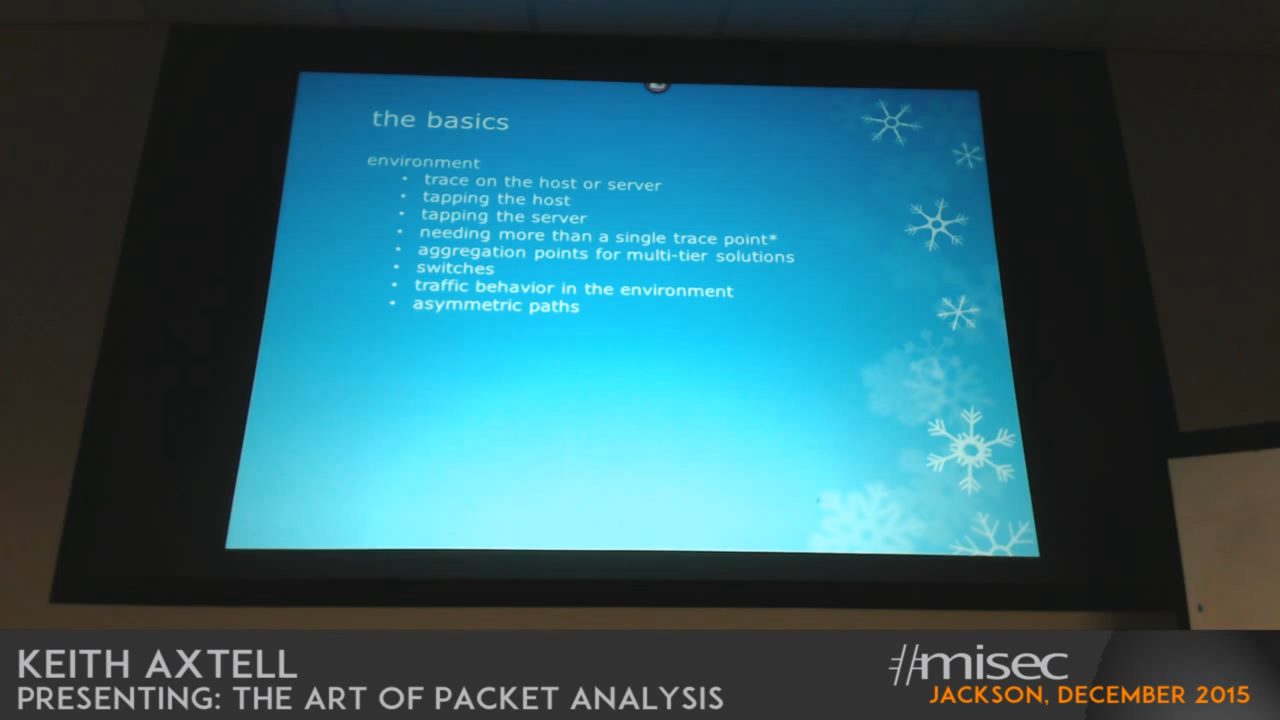 the basics
environment
• trace on the host or server
• tapping the host
• tapping the server
• needing more than a single trace point*
• aggregation points for multi-tier solutions
• switches
• traffic behavior in the environment
• asymmetric paths
KEITH AXTELL
PRESENTING: THE ART OF PACKET ANALYSIS
#misec
JACKSON, DECEMBER 2015